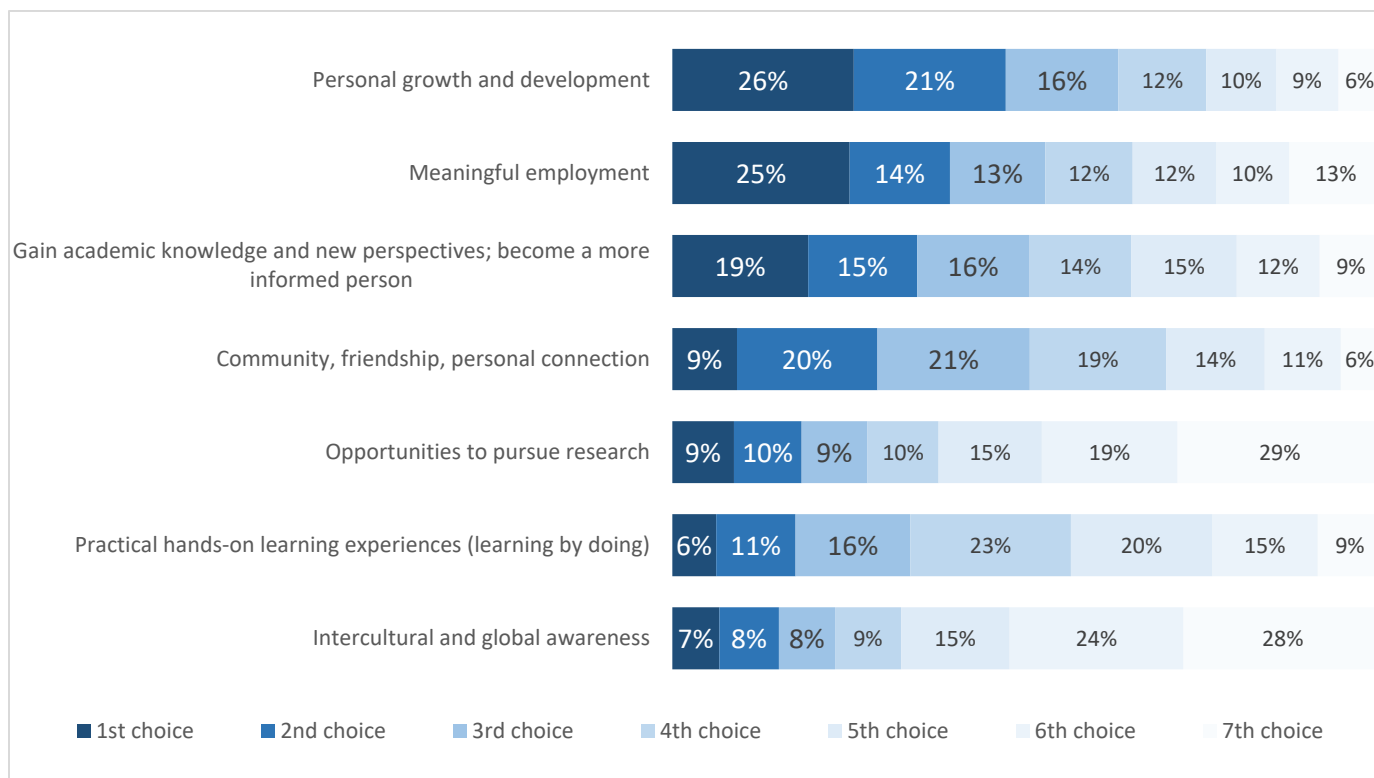 Personal growth and development
26% 21% 16% 12% 10% 9% 6%
Meaningful employment
25% 14% 13% 12% 12% 10% 13%
Gain academic knowledge and new perspectives; become a more
informed person
19% 15% 16% 14% 15% 12% 9%
Community, friendship, personal connection
9% 20% 21% 19% 14% 11% 6%
Opportunities to pursue research
9% 10% 9% 10% 15% 19% 29%
Practical hands-on learning experiences (learning by doing)
6% 11% 16% 23% 20% 15% 9%
Intercultural and global awareness
7% 8% 8% 9% 15% 24% 28%
1st choice 2nd choice 3rd choice 4th choice 5th choice 6th choice 7th choice